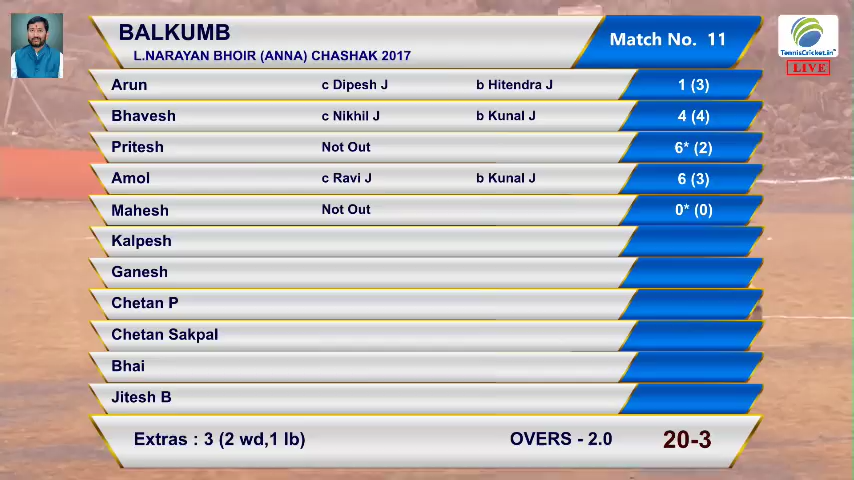 BALKUMB
L.NARAYAN BHOIR (ANNA) CHASHAK 2017
Match No. 11
TennisCricket.in
LIVE
Arun c Dipesh J b Hitendra J 1 (3)
Bhavesh c Nikhil J b Kunal J 4 (4)
Pritesh Not Out 6* (2)
Amol c Ravi J b Kunal J 6 (3)
Mahesh Not Out 0* (0)
Kalpesh
Ganesh
Chetan P
Chetan Sakpal
Bhai
Jitesh B
Extras : 3 (2 wd,1 lb) OVERS - 2.0 20-3